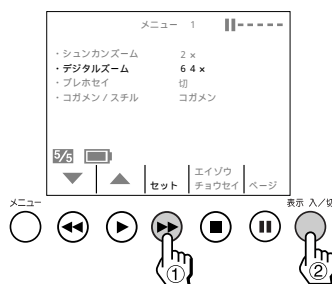 メニュー 1
・シュンカンズーム 2×
・デジタルズーム 64×
・プレホセイ 切
・コガメン/スチル コガメン
5/5
セット エイゾウチョウセイ ページ
メニュー 表示 入/切
① ②